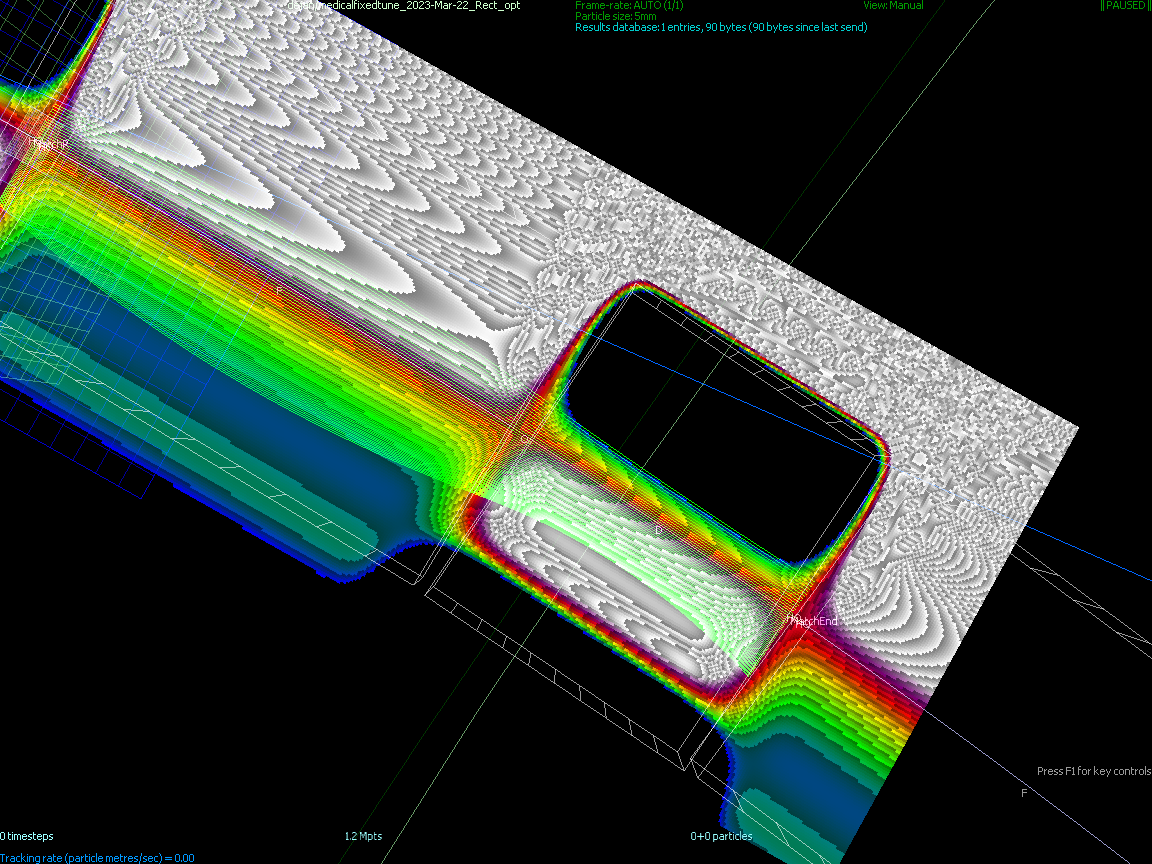 medicalfixedtune_2023-Mar-22_Rect_opt
Frame-rate: AUTO (1/1)
Particle size: 5mm
Results database: 1 entries, 90 bytes (90 bytes since last send)
View: Manual
|| PAUSED ||
F
D
MatchEnd
Press F1 for key controls
F
0 timesteps
1.2 Mpts
0+0 particles
Tracking rate (particle metres/sec) = 0.00